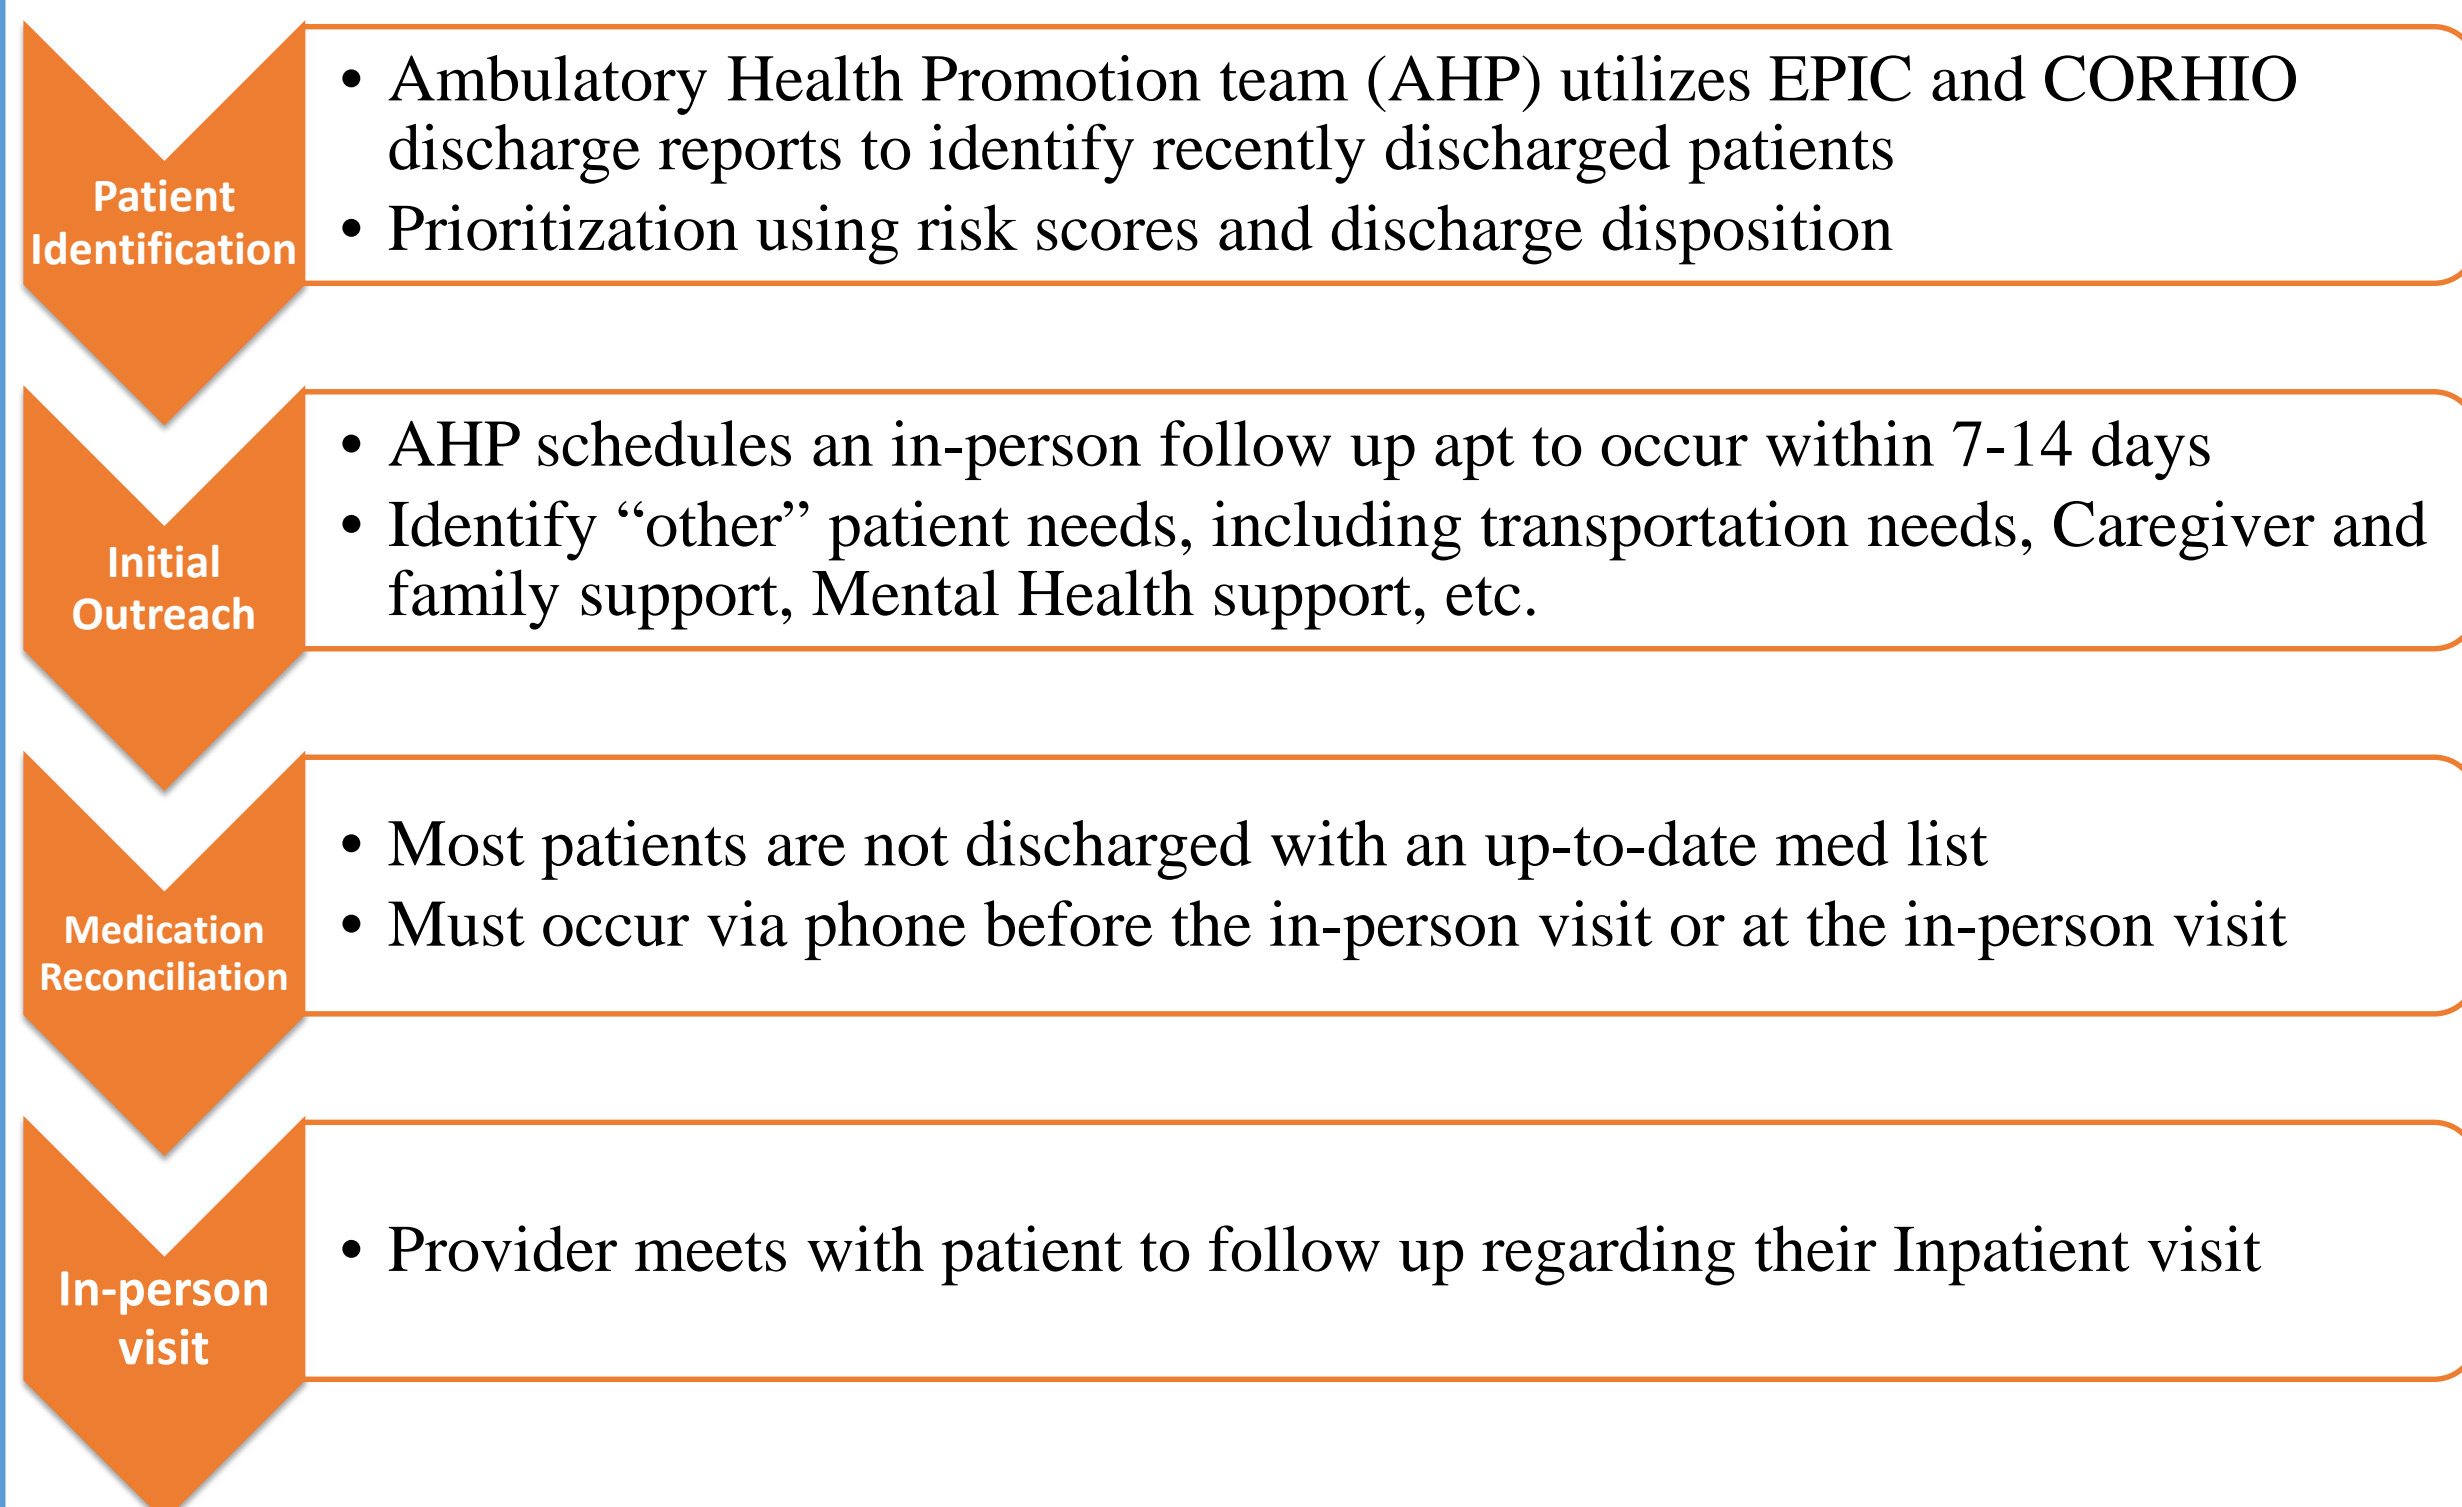 Patient
Identification
• Ambulatory Health Promotion team (AHP) utilizes EPIC and CORHIO
discharge reports to identify recently discharged patients
• Prioritization using risk scores and discharge disposition
Initial
Outreach
• AHP schedules an in-person follow up apt to occur within 7-14 days
• Identify “other” patient needs, including transportation needs, Caregiver and
family support, Mental Health support, etc.
Medication
Reconciliation
• Most patients are not discharged with an up-to-date med list
• Must occur via phone before the in-person visit or at the in-person visit
In-person
visit
• Provider meets with patient to follow up regarding their Inpatient visit